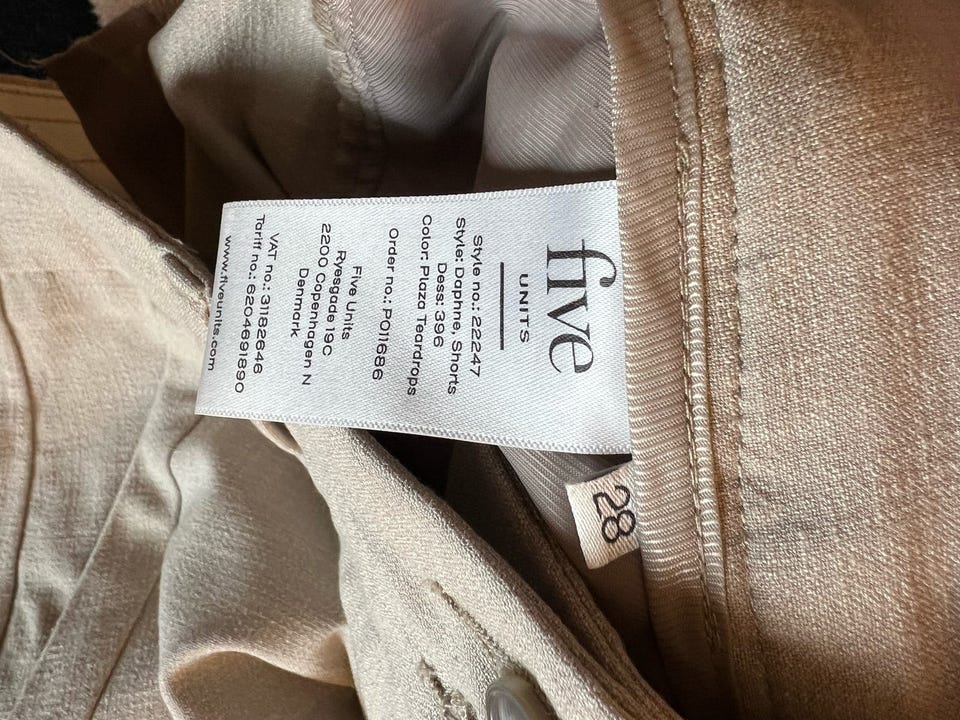 five
UNITS
Style no.: 22247
Style: Daphne, Shorts
Dess: 396
Color: Plaza Teardrops
Order no.: PO11686
Five Units
Ryesgade 19C
2200 Copenhagen N
Denmark
VAT no.: 31182646
Tariff no.: 6204691890
www.fiveunits.com
28